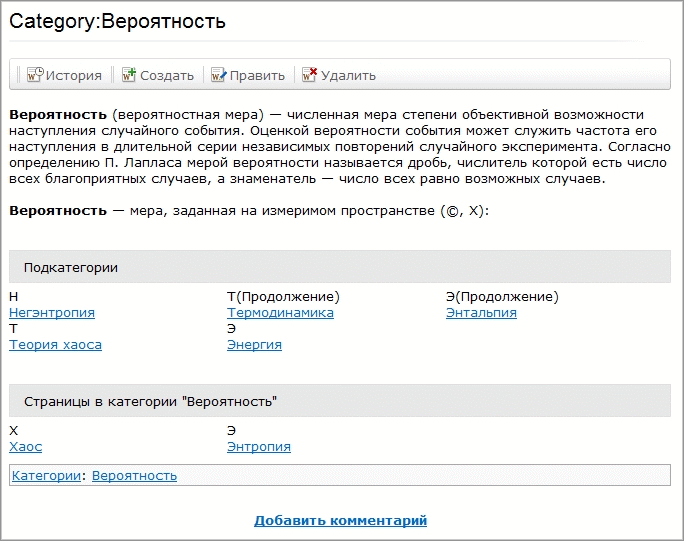 Category:Вероятность
История Создать Править Удалить
Вероятность (вероятностная мера) — численная мера степени объективной возможности
наступления случайного события. Оценкой вероятности события может служить частота его
наступления в длительной серии независимых повторений случайного эксперимента. Согласно
определению П. Лапласа мерой вероятности называется дробь, числитель которой есть число
всех благоприятных случаев, а знаменатель — число всех равно возможных случаев.
Вероятность — мера, заданная на измеримом пространстве (©, X):
Подкатегории
Н Т(Продолжение) Э(Продолжение)
Негэнтропия Термодинамика Энтальпия
Т Э
Теория хаоса Энергия
Страницы в категории "Вероятность"
Х Э
Хаос Энтропия
Категории: Вероятность
Добавить комментарий